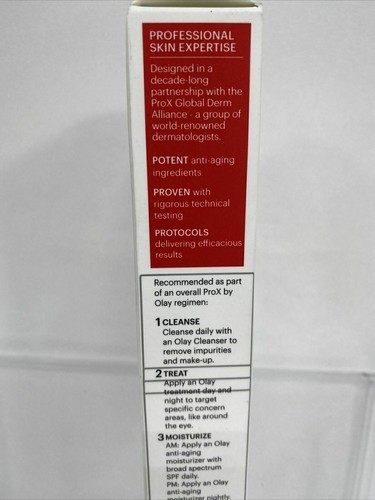 PROFESSIONAL
SKIN EXPERTISE
Designed in a
decade-long
partnership with the
ProX Global Derm
Alliance - a group of
world-renowned
dermatologists.
POTENT anti-aging
ingredients
PROVEN with
rigorous technical
testing
PROTOCOLS
delivering efficacious
results
Recommended as part
of an overall ProX by
Olay regimen:
1 CLEANSE
Cleanse daily with
an Olay Cleanser to
remove impurities
and make-up.
2 TREAT
Apply an Olay
treatment day and
night to target
specific concern
areas, like around
the eye.
3 MOISTURIZE
AM: Apply an Olay
anti-aging
moisturizer with
broad spectrum
SPF daily.
PM: Apply an Olay
anti-aging
moisturizer nightly.